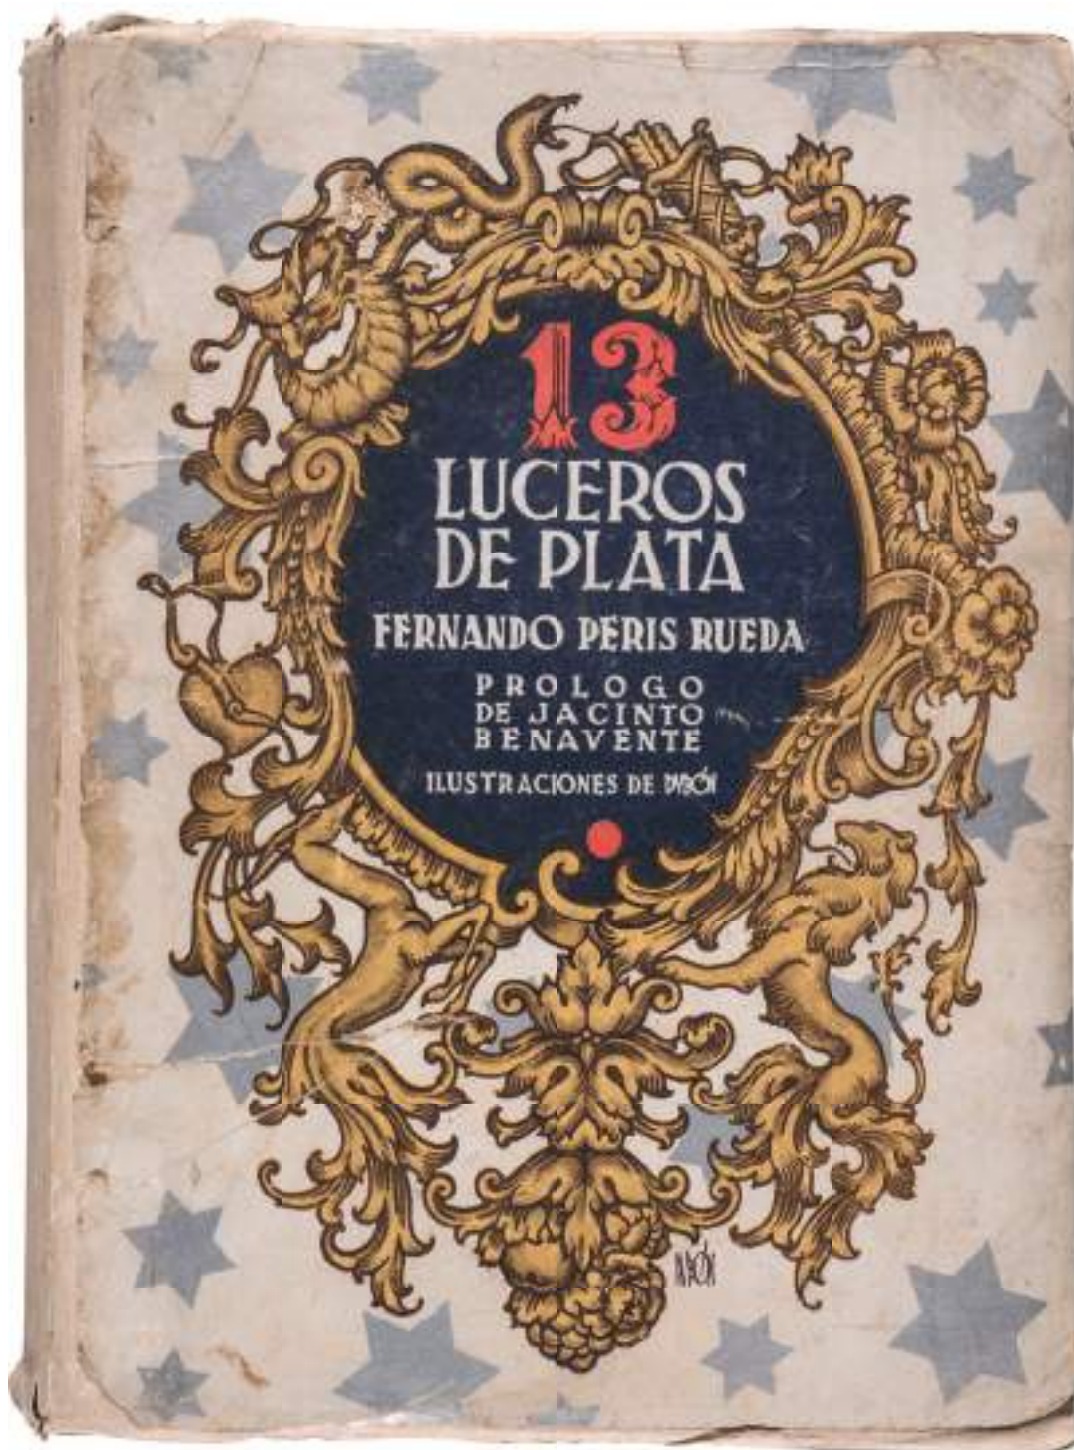 13
LUCEROS
DE PLATA
FERNANDO PERIS RUEDA
PROLOGO
DE JACINTO
BENAVENTE
ILUSTRACIONES DE